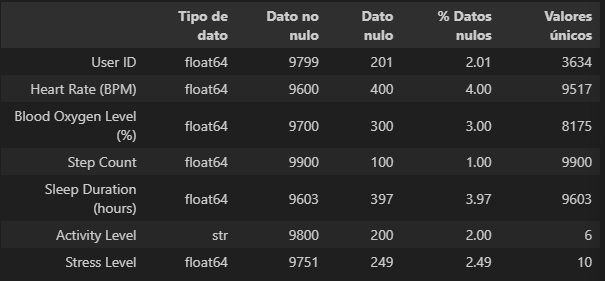 Tipo de dato Dato no nulo Dato nulo % Datos nulos Valores únicos
User ID float64 9799 201 2.01 3634
Heart Rate (BPM) float64 9600 400 4.00 9517
Blood Oxygen Level (%) float64 9700 300 3.00 8175
Step Count float64 9900 100 1.00 9900
Sleep Duration (hours) float64 9603 397 3.97 9603
Activity Level str 9800 200 2.00 6
Stress Level float64 9751 249 2.49 10